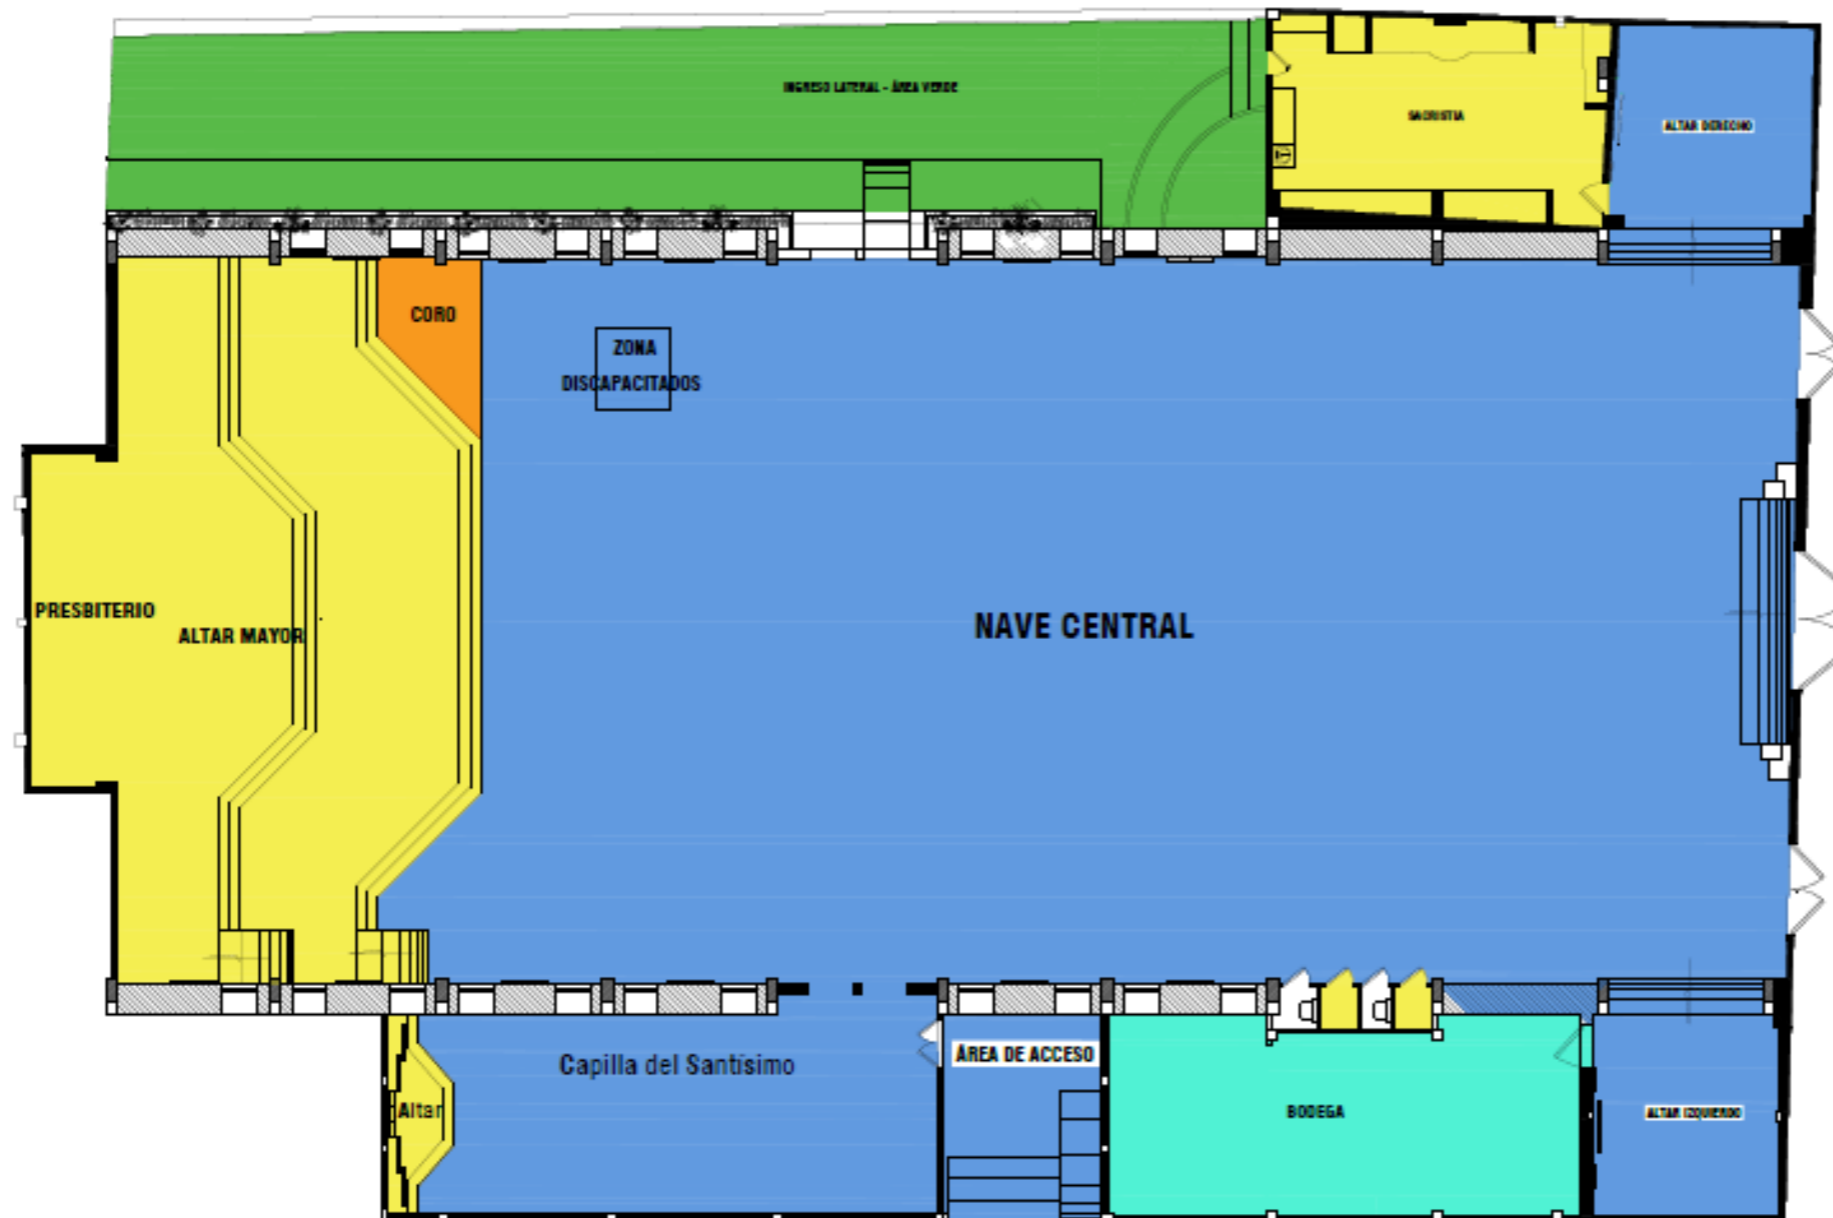 INGRESO LATERAL - ÁREA VERDE
SACRISTIA
ALTAR DERECHO
CORO
ZONA
DISCAPACITADOS
PRESBITERIO
ALTAR MAYOR
NAVE CENTRAL
Capilla del Santísimo
ÁREA DE ACCESO
Altar
BODEGA
ALTAR IZQUIERDO